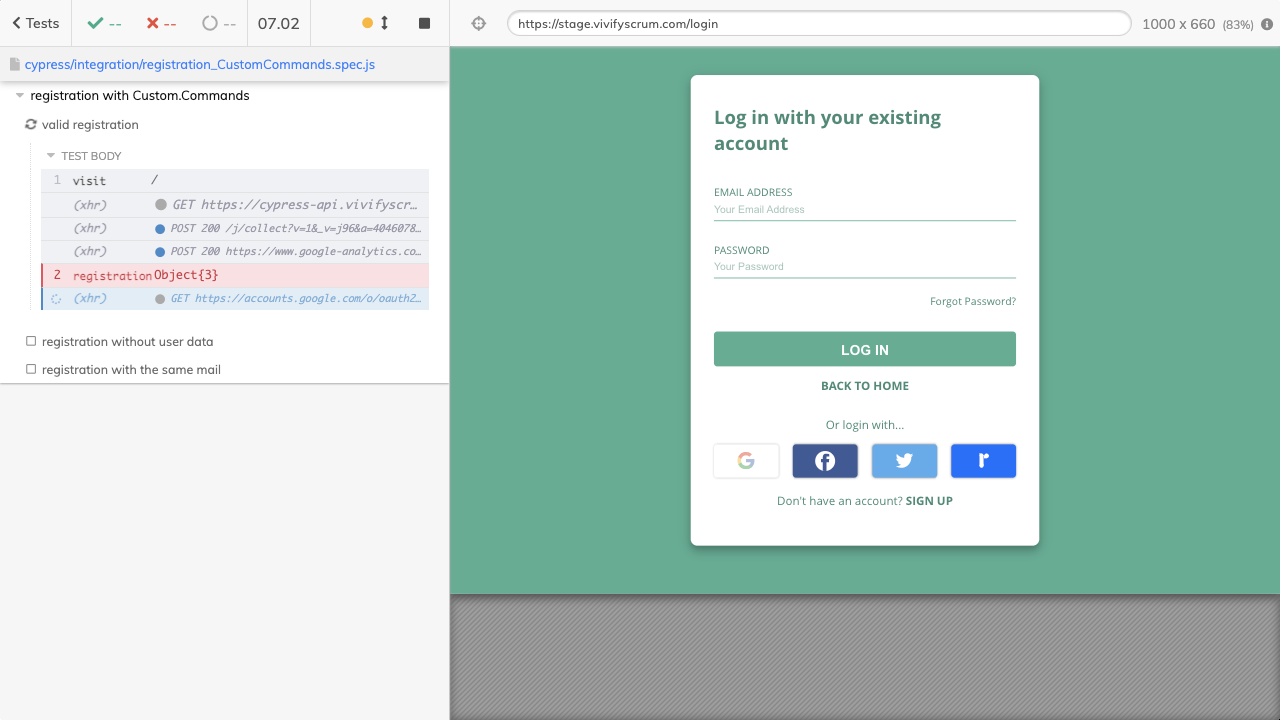 Tests
--
--
--
07.02
https://stage.vivifyscrum.com/login
1000 x 660 (83%)
cypress/integration/registration_CustomCommands.spec.js
registration with Custom.Commands
valid registration
TEST BODY
1 visit /
(xhr) GET https://cypress-api.vivifyscr...
(xhr) POST 200 /j/collect?v=1&_v=j96&a=4046078...
(xhr) POST 200 https://www.google-analytics.co...
2 registration Object{3}
(xhr) GET https://accounts.google.com/o/oauth2...
registration without user data
registration with the same mail
Log in with your existing
account
EMAIL ADDRESS
Your Email Address
PASSWORD
Your Password
Forgot Password?
LOG IN
BACK TO HOME
Or login with...
Don't have an account? SIGN UP